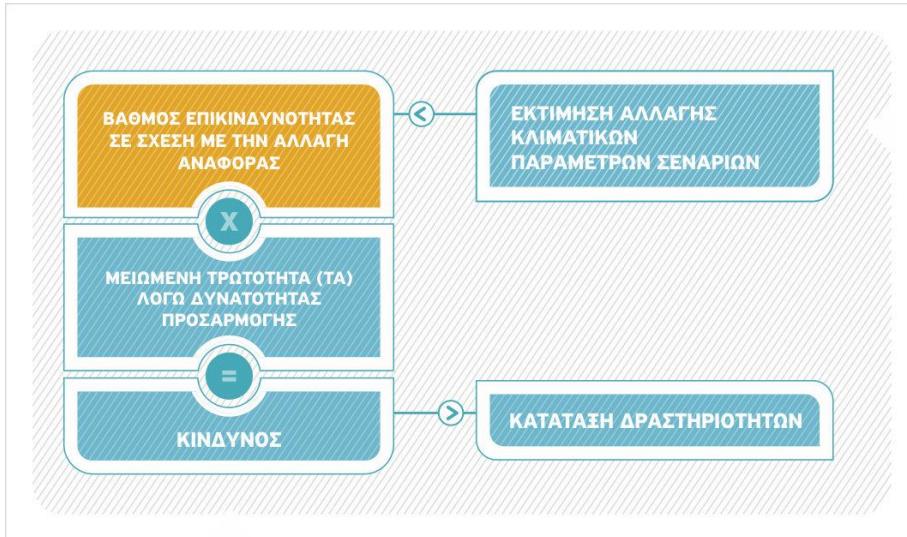 ΒΑΘΜΟΣ ΕΠΙΚΙΝΔΥΝΟΤΗΤΑΣ
ΣΕ ΣΧΕΣΗ ΜΕ ΤΗΝ ΑΛΛΑΓΗ
ΑΝΑΦΟΡΑΣ
<
ΕΚΤΙΜΗΣΗ ΑΛΛΑΓΗΣ
ΚΛΙΜΑΤΙΚΩΝ
ΠΑΡΑΜΕΤΡΩΝ ΣΕΝΑΡΙΩΝ
X
ΜΕΙΩΜΕΝΗ ΤΡΩΤΟΤΗΤΑ (ΤΑ)
ΛΟΓΩ ΔΥΝΑΤΟΤΗΤΑΣ
ΠΡΟΣΑΡΜΟΓΗΣ
=
ΚΙΝΔΥΝΟΣ
>
ΚΑΤΑΤΑΞΗ ΔΡΑΣΤΗΡΙΟΤΗΤΩΝ